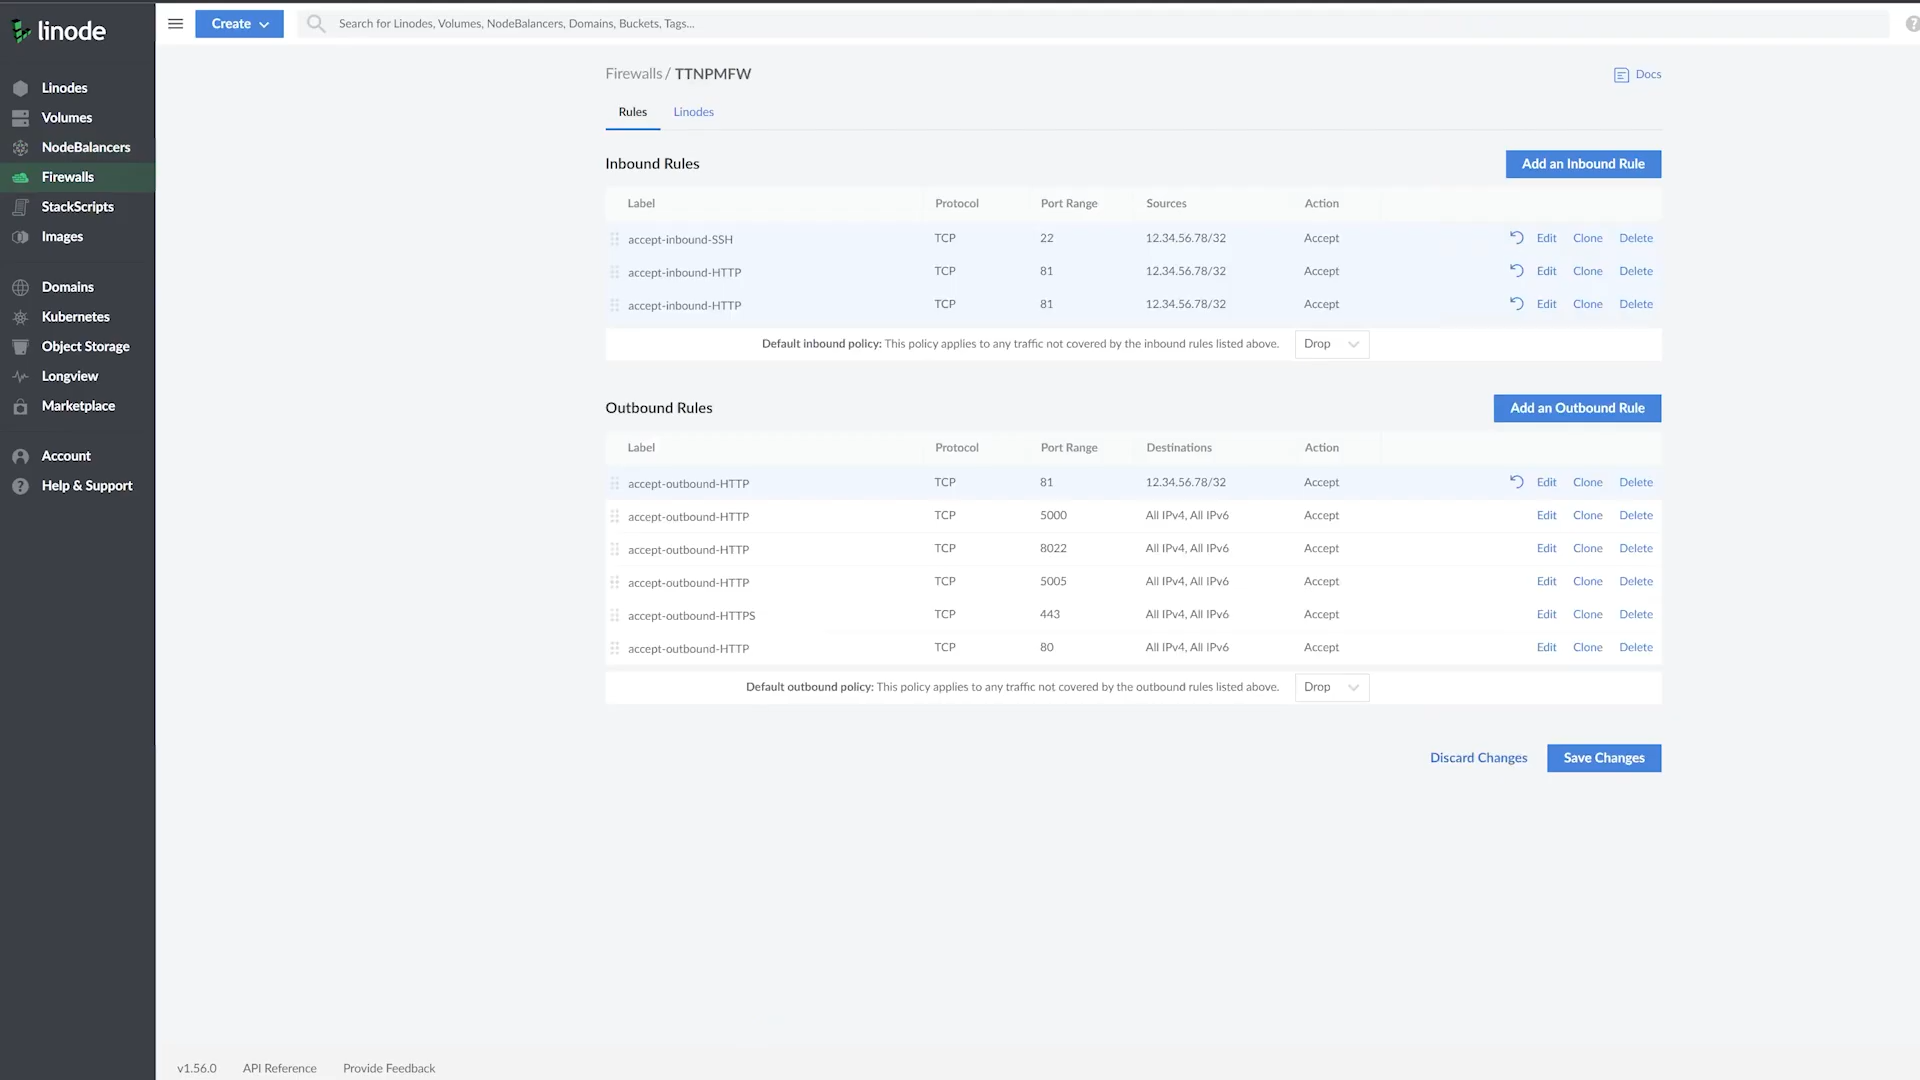 linode
Create
Search for Linodes, Volumes, NodeBalancers, Domains, Buckets, Tags...
?
Linodes
Volumes
NodeBalancers
Firewalls
StackScripts
Images
Domains
Kubernetes
Object Storage
Longview
Marketplace
Account
Help & Support
Firewalls / TTNPMFW
Docs
Rules Linodes
Inbound Rules
Add an Inbound Rule
Label Protocol Port Range Sources Action
accept-inbound-SSH TCP 22 12.34.56.78/32 Accept Edit Clone Delete
accept-inbound-HTTP TCP 81 12.34.56.78/32 Accept Edit Clone Delete
accept-inbound-HTTP TCP 81 12.34.56.78/32 Accept Edit Clone Delete
Default inbound policy: This policy applies to any traffic not covered by the inbound rules listed above. Drop
Outbound Rules
Add an Outbound Rule
Label Protocol Port Range Destinations Action
accept-outbound-HTTP TCP 81 12.34.56.78/32 Accept Edit Clone Delete
accept-outbound-HTTP TCP 5000 All IPv4, All IPv6 Accept Edit Clone Delete
accept-outbound-HTTP TCP 8022 All IPv4, All IPv6 Accept Edit Clone Delete
accept-outbound-HTTP TCP 5005 All IPv4, All IPv6 Accept Edit Clone Delete
accept-outbound-HTTPS TCP 443 All IPv4, All IPv6 Accept Edit Clone Delete
accept-outbound-HTTP TCP 80 All IPv4, All IPv6 Accept Edit Clone Delete
Default outbound policy: This policy applies to any traffic not covered by the outbound rules listed above. Drop
Discard Changes Save Changes
v1.56.0 API Reference Provide Feedback